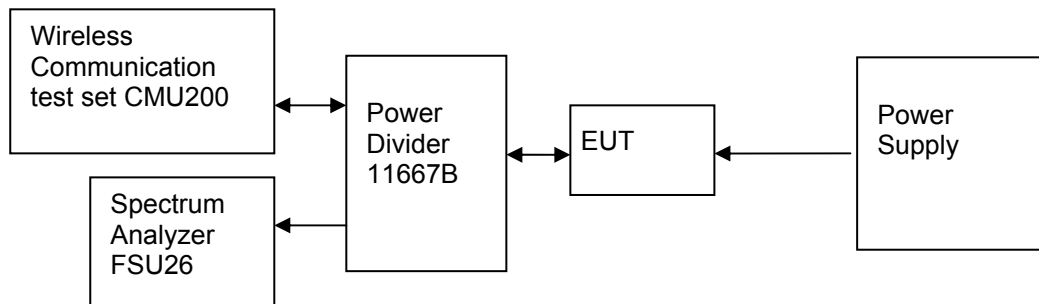 Wireless
Communication
test set CMU200
Power
Divider
11667B
EUT
Power
Supply
Spectrum
Analyzer
FSU26